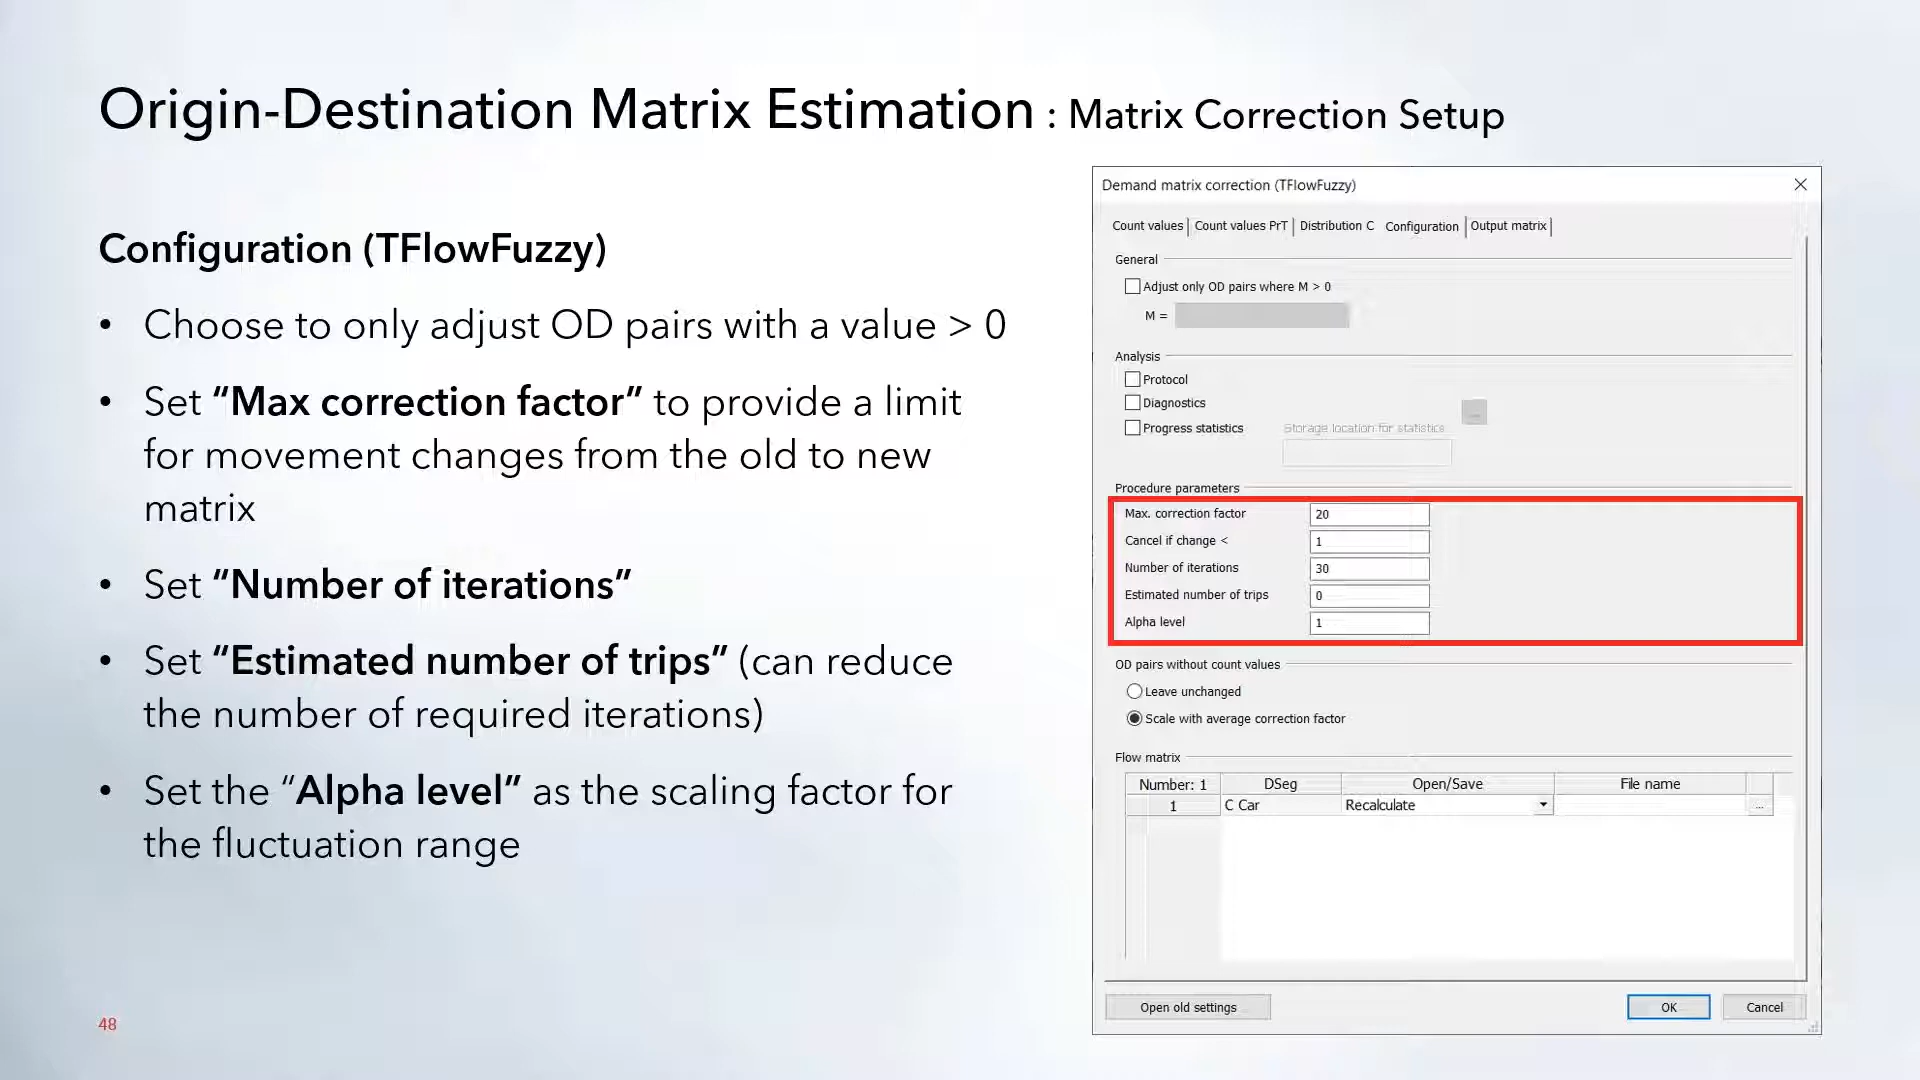 Origin-Destination Matrix Estimation : Matrix Correction Setup
Configuration (TFlowFuzzy)
• Choose to only adjust OD pairs with a value > 0
• Set “Max correction factor” to provide a limit
for movement changes from the old to new
matrix
• Set “Number of iterations”
• Set “Estimated number of trips” (can reduce
the number of required iterations)
• Set the “Alpha level” as the scaling factor for
the fluctuation range
48
Demand matrix correction (TFlowFuzzy)
Count values Count values PrT Distribution C Configuration Output matrix
General
Adjust only OD pairs where M > 0
M =
Analysis
Protocol
Diagnostics
...
Progress statistics Storage location for statistics
Procedure parameters
Max. correction factor 20
Cancel if change < 1
Number of iterations 30
Estimated number of trips 0
Alpha level 1
OD pairs without count values
Leave unchanged
Scale with average correction factor
Flow matrix
Number: 1 DSeg Open/Save File name
1 C Car Recalculate ...
Open old settings OK Cancel